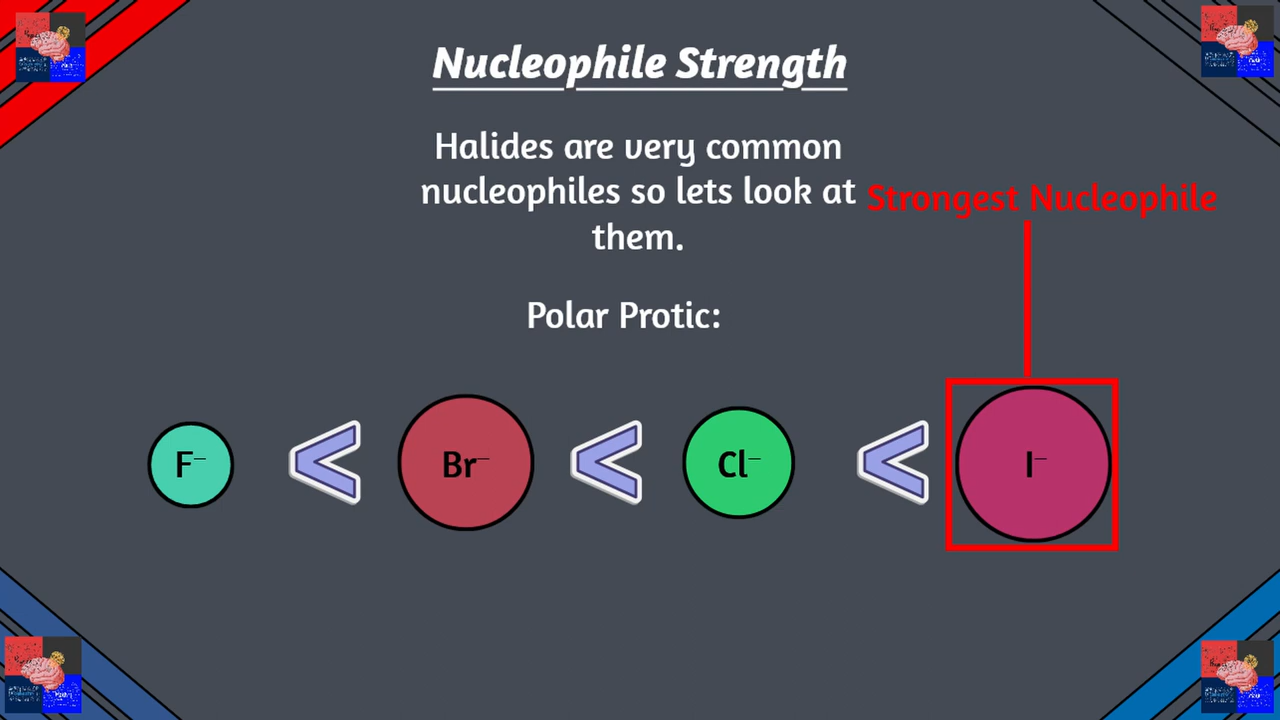 Nucleophile Strength
Halides are very common
nucleophiles so lets look at
them.
Strongest Nucleophile
Polar Protic:
F⁻ < Br⁻ < Cl⁻ < I⁻